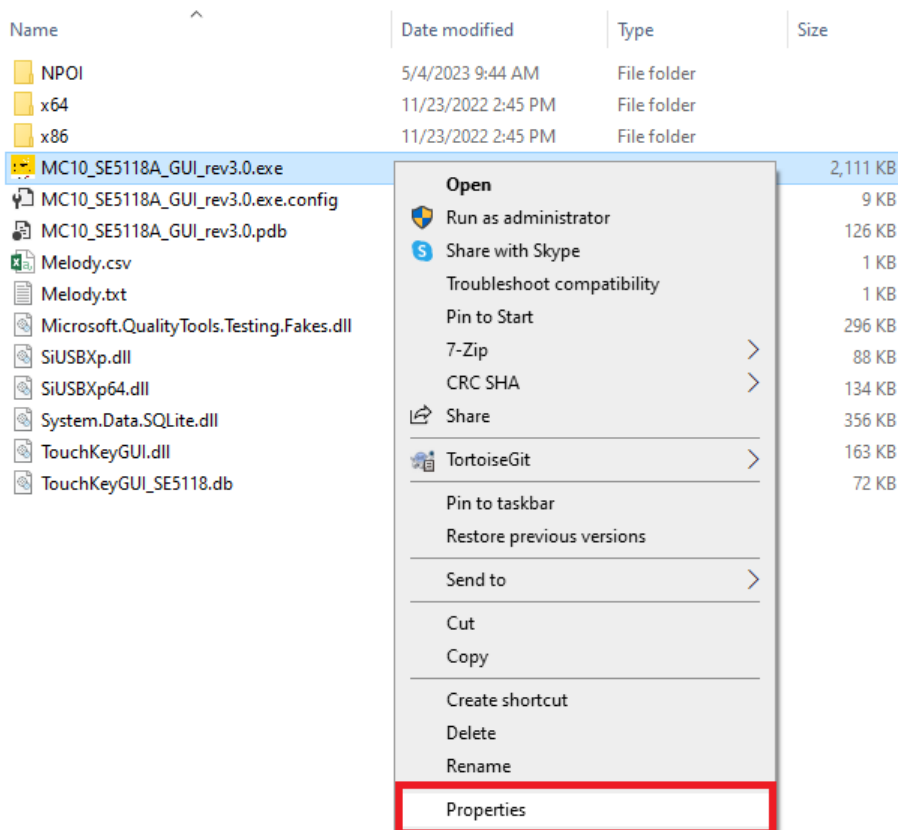 Name Date modified Type Size
NPOI 5/4/2023 9:44 AM File folder
x64 11/23/2022 2:45 PM File folder
x86 11/23/2022 2:45 PM File folder
MC10_SE5118A_GUI_rev3.0.exe 2,111 KB
Open
MC10_SE5118A_GUI_rev3.0.exe.config 9 KB
Run as administrator
MC10_SE5118A_GUI_rev3.0.pdb 126 KB
Share with Skype
Melody.csv 1 KB
Troubleshoot compatibility
Melody.txt 1 KB
Pin to Start
Microsoft.QualityTools.Testing.Fakes.dll 296 KB
7-Zip
SiUSBXp.dll 88 KB
CRC SHA
SiUSBXp64.dll 134 KB
Share
System.Data.SQLite.dll 356 KB
TouchKeyGUI.dll 163 KB
TortoiseGit
TouchKeyGUI_SE5118.db 72 KB
Pin to taskbar
Restore previous versions
Send to
Cut
Copy
Create shortcut
Delete
Rename
Properties